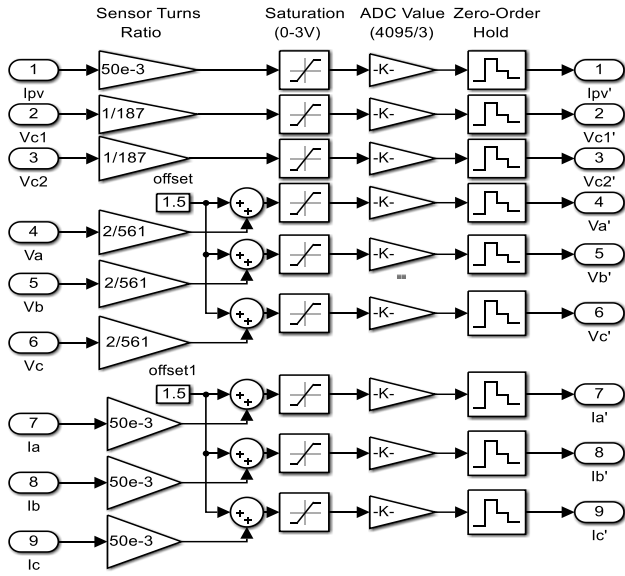 Sensor Turns Ratio
Saturation (0-3V)
ADC Value (4095/3)
Zero-Order Hold
1 50e-3 -K- 1
Ipv Ipv'
2 1/187 -K- 2
Vc1 Vc1'
3 1/187 -K- 3
Vc2 Vc2'
offset
1.5 -K- 4
Va'
4 2/561
Va
-K- 5
Vb'
5 2/561
Vb
-K- 6
Vc'
6 2/561
Vc
offset1
1.5 -K- 7
Ia'
7 50e-3
Ia
-K- 8
Ib'
8 50e-3
Ib
-K- 9
Ic'
9 50e-3
Ic